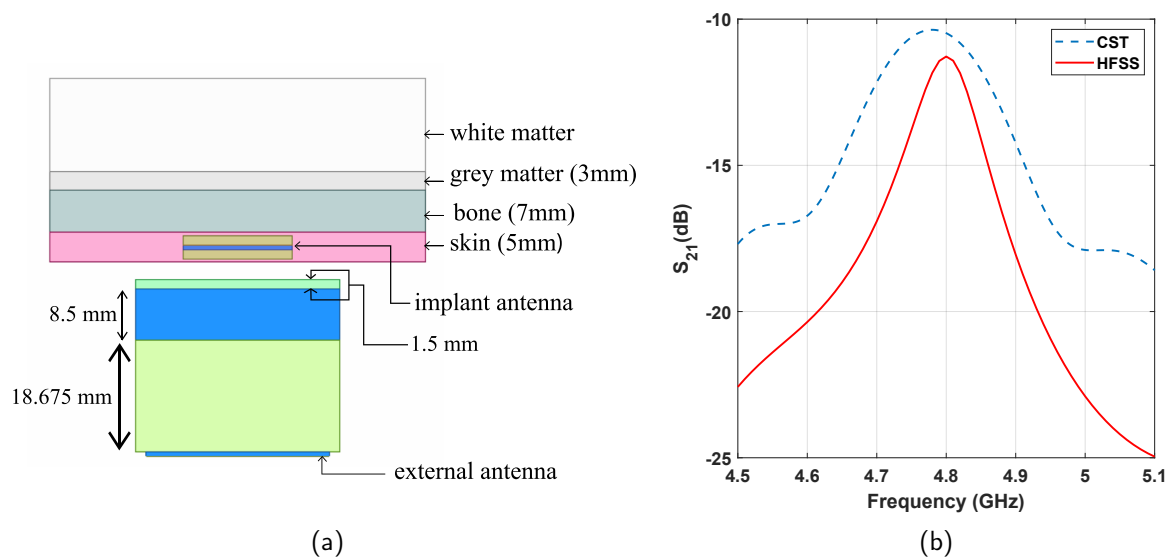 white matter
grey matter (3mm)
bone (7mm)
skin (5mm)
implant antenna
8.5 mm
1.5 mm
18.675 mm
external antenna
(a)
-10
-15
-20
-25
S21(dB)
CST
HFSS
4.5 4.6 4.7 4.8 4.9 5 5.1
Frequency (GHz)
(b)